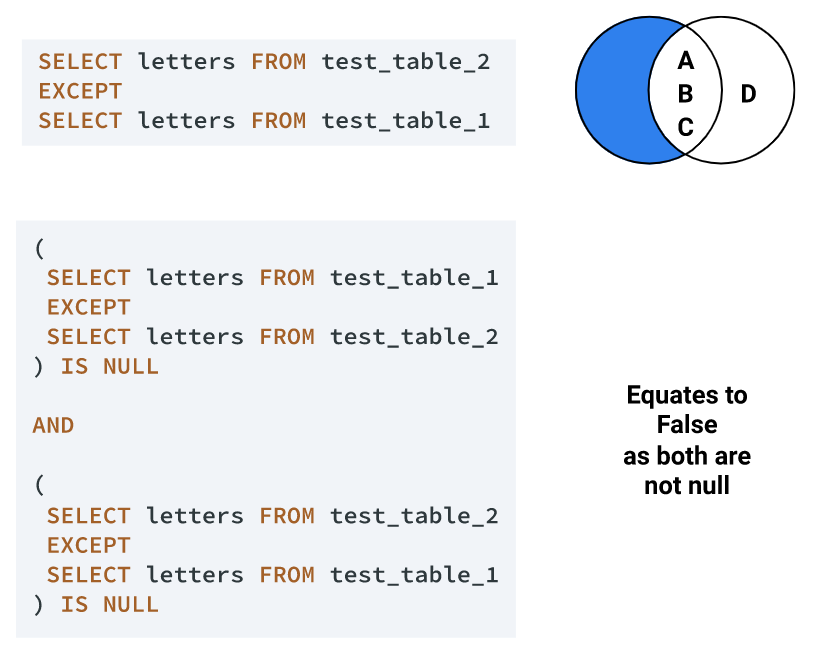 SELECT letters FROM test_table_2
EXCEPT
SELECT letters FROM test_table_1
A
B
C
D
(
SELECT letters FROM test_table_1
EXCEPT
SELECT letters FROM test_table_2
) IS NULL
AND
(
SELECT letters FROM test_table_2
EXCEPT
SELECT letters FROM test_table_1
) IS NULL
Equates to
False
as both are
not null